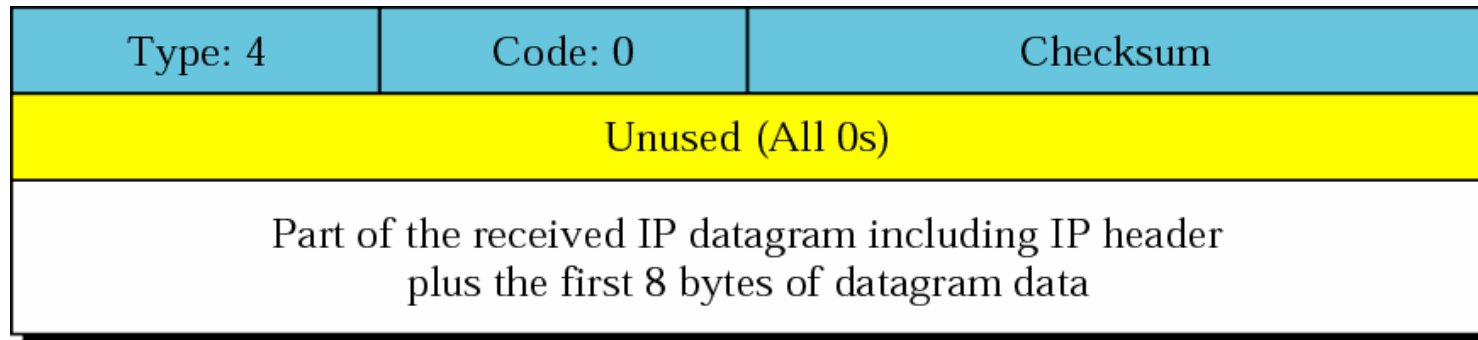 Type: 4
Code: 0
Checksum
Unused (All 0s)
Part of the received IP datagram including IP header
plus the first 8 bytes of datagram data